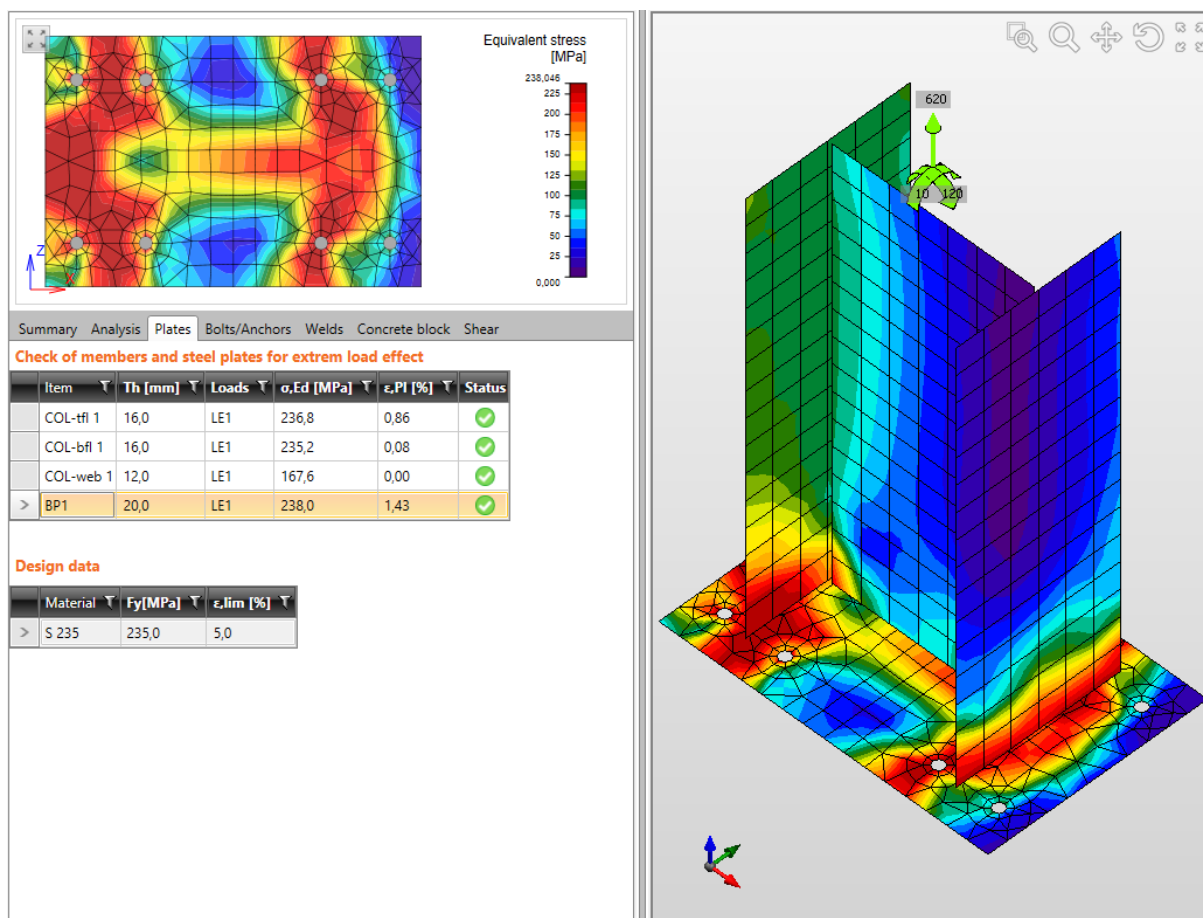 Equivalent stress
[MPa]
238,046
225
200
175
150
125
100
75
50
25
0,000
Z
X
Summary Analysis Plates Bolts/Anchors Welds Concrete block Shear
Check of members and steel plates for extrem load effect
Item Th [mm] Loads σ,Ed [MPa] ε,Pl [%] Status
COL-tfl 1 16,0 LE1 236,8 0,86
COL-bfl 1 16,0 LE1 235,2 0,08
COL-web 1 12,0 LE1 167,6 0,00
> BP1 20,0 LE1 238,0 1,43
Design data
Material Fy[MPa] ε,lim [%]
> S 235 235,0 5,0
620
10 120